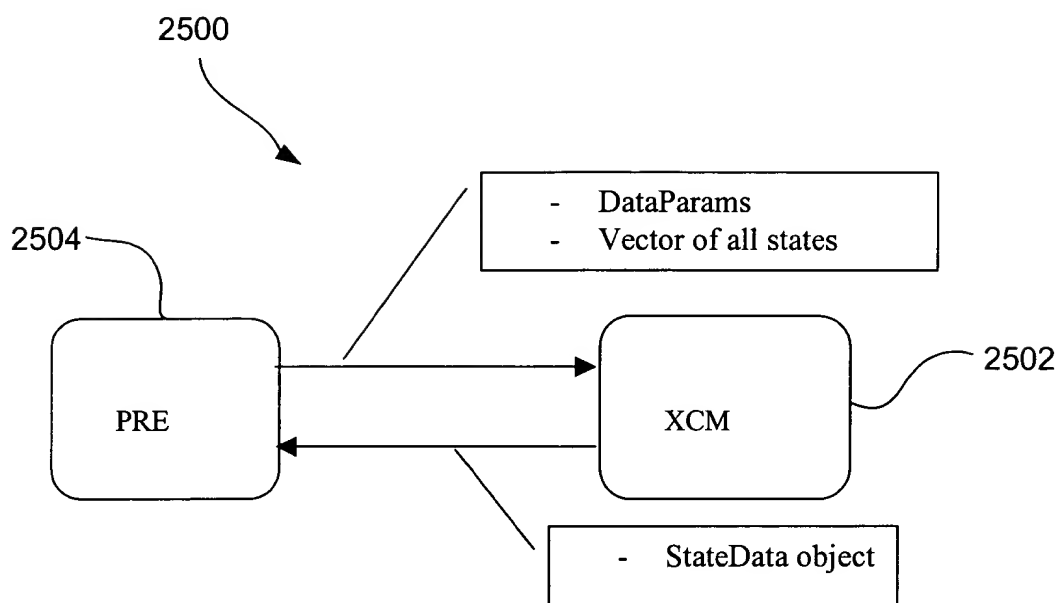 2500
- DataParams
- Vector of all states
2504
2502
PRE
XCM
- StateData object